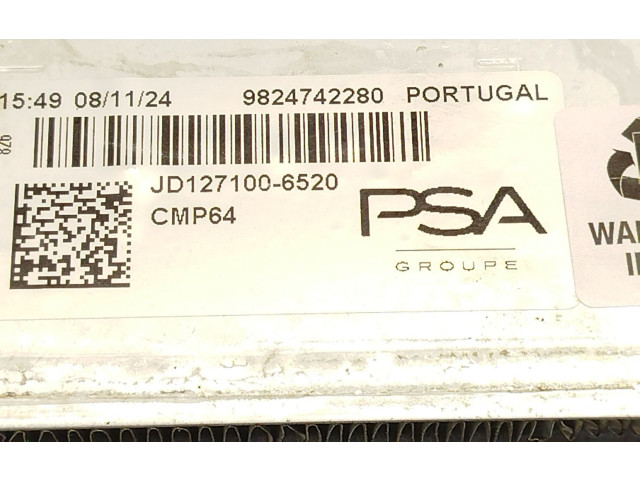 15:49 08/11/24 9824742280 PORTUGAL
JD127100-6520
CMP64
PSA
GROUPE